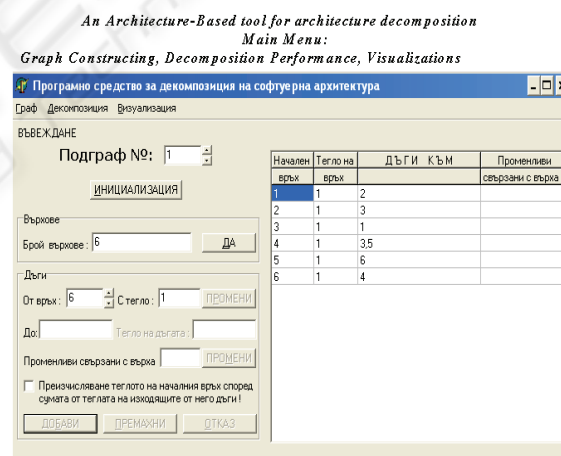 An Architecture-Based tool for architecture decomposition
Main Menu:
Graph Constructing, Decomposition Performance, Visualizations
Програмно средство за декомпозиция на софтуерна архитектура
Граф Декомпозиция Визуализация
ВЪВЕЖДАНЕ
Подграф №: 1
ИНИЦИАЛИЗАЦИЯ
Върхове
Брой върхове: 6 ДА
Дъги
От връх: 6 С тегло: 1 ПРОМЕНИ
До: Тегло на дъгата:
Променливи свързани с върха ПРОМЕНИ
Преизчисляване теглото на началния връх според
сумата от теглата на изходящите от него дъги!
ДОБАВИ ПРЕМАХНИ ОТКАЗ
Начален Тегло на ДЪГИ КЪМ Променливи
връх връх свързани с върха
1 1 2
2 1 3
3 1 1
4 1 3,5
5 1 6
6 1 4